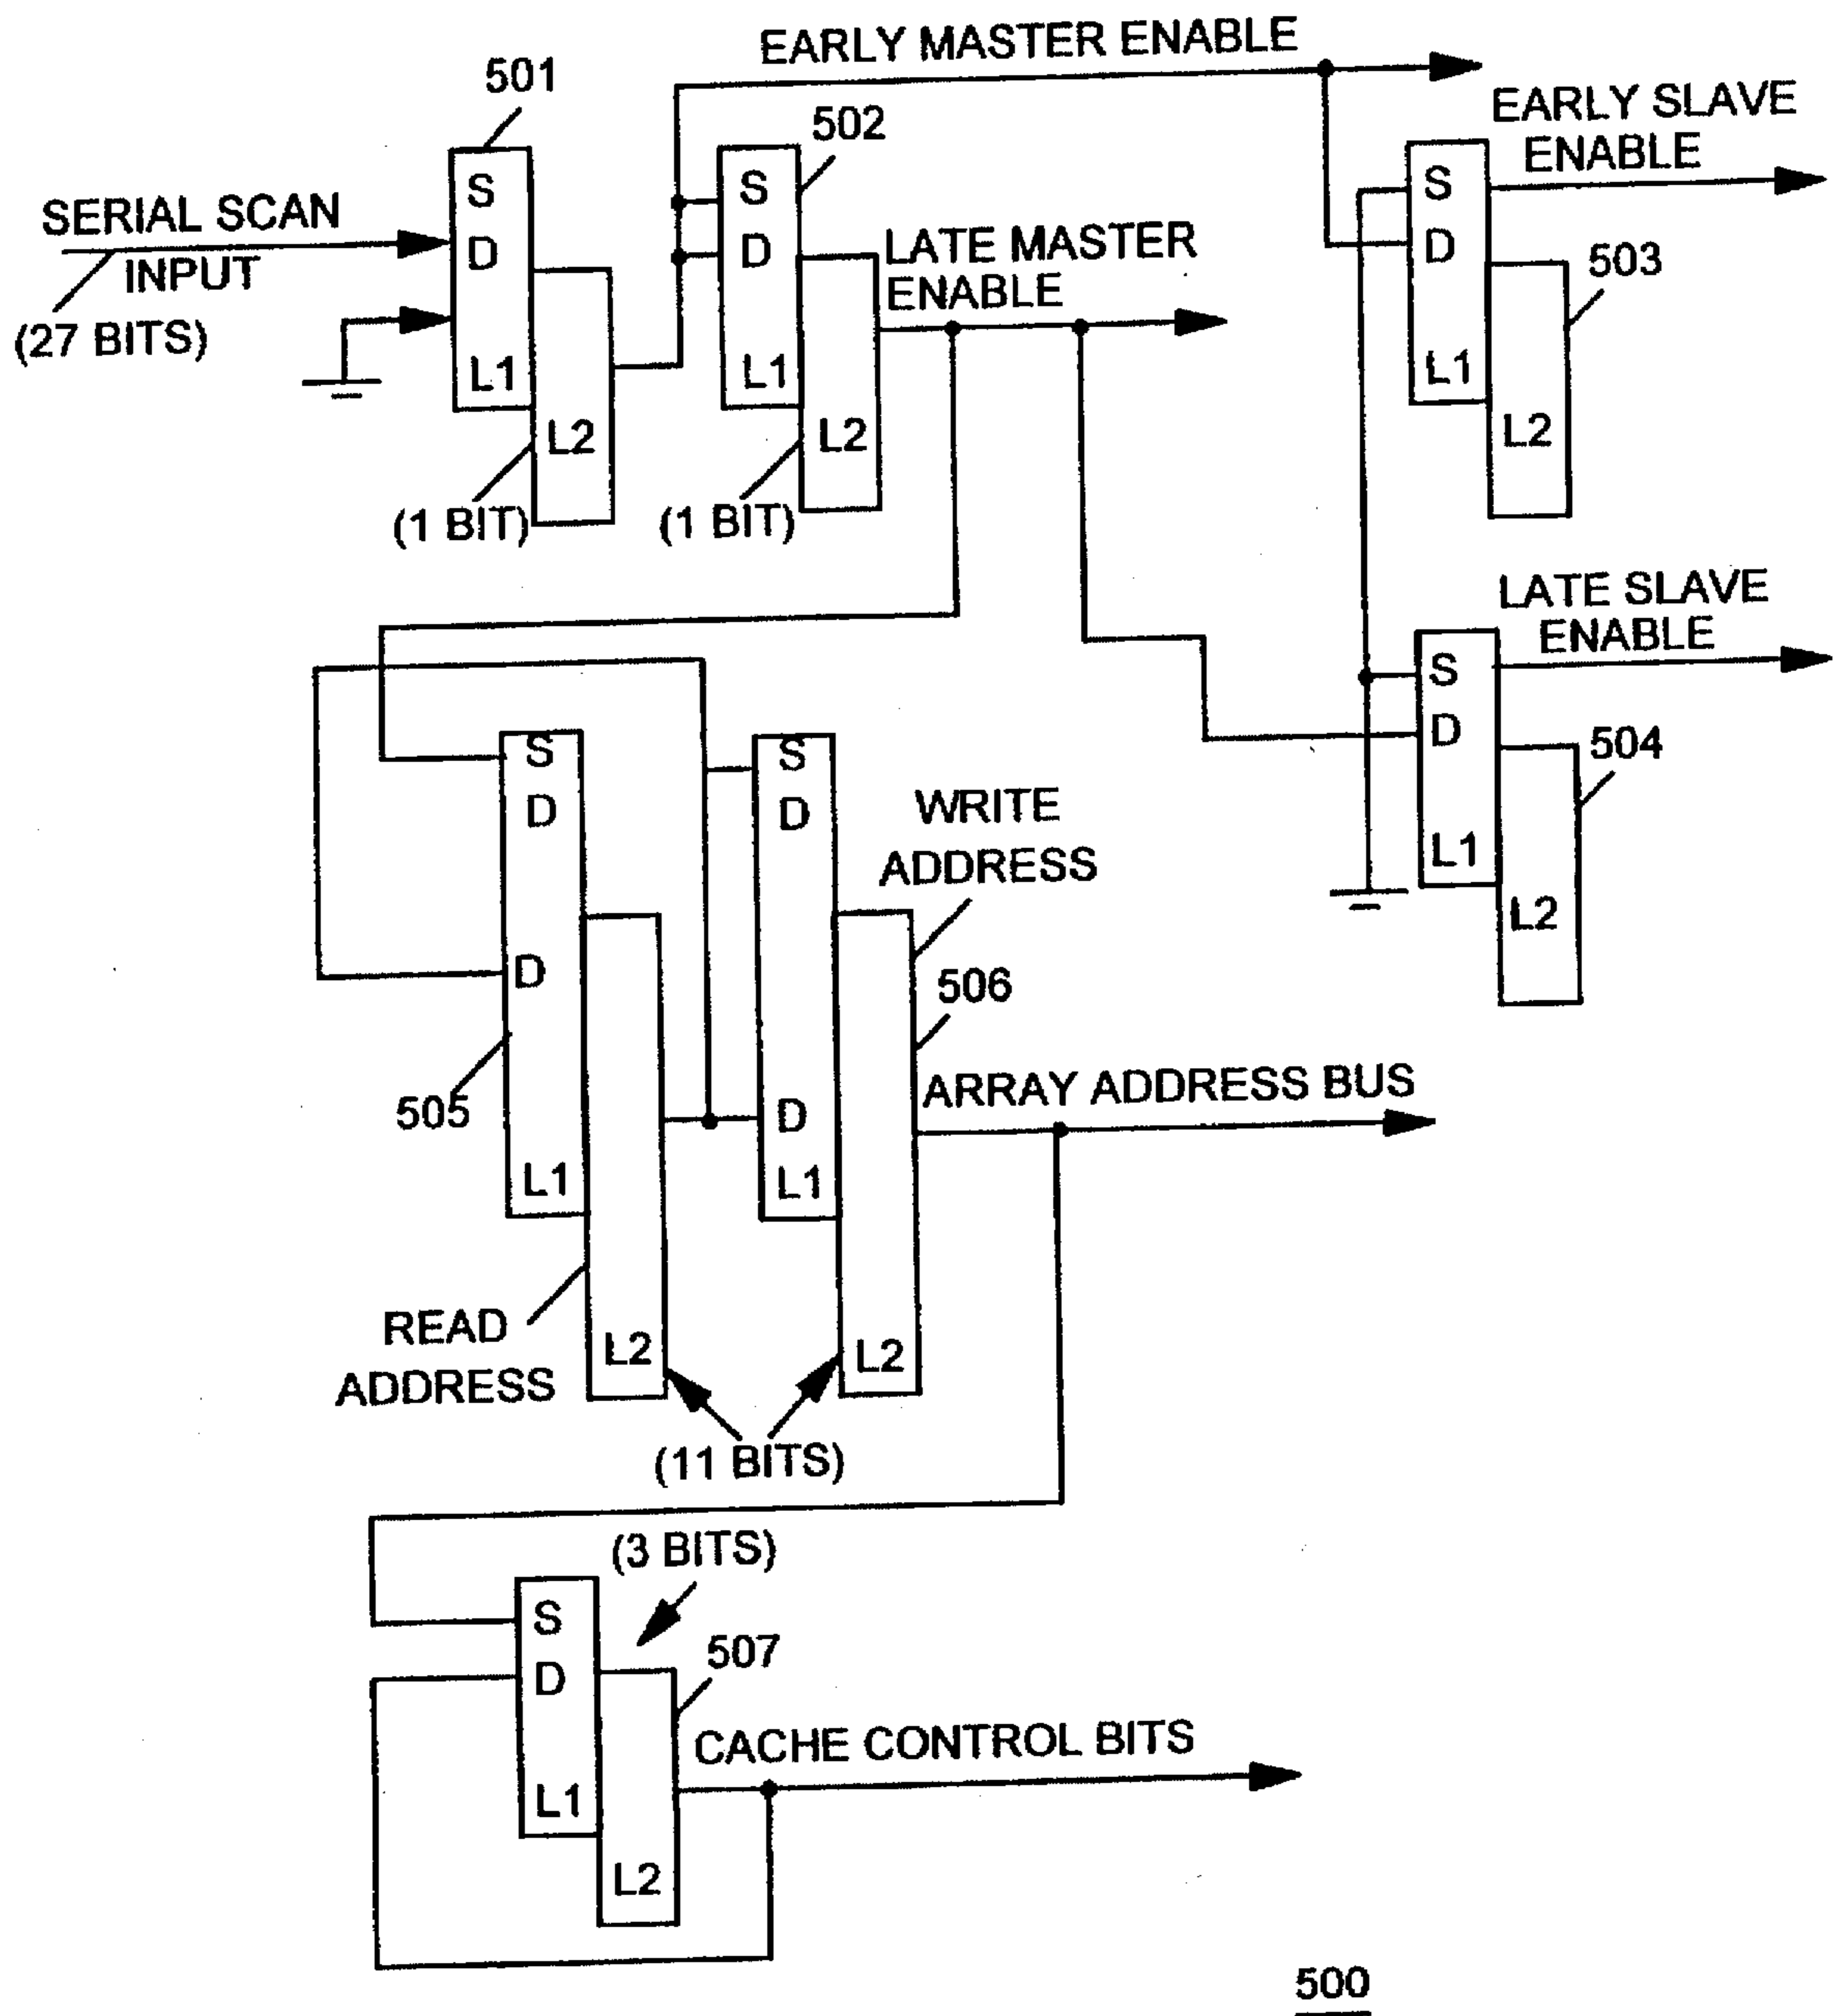 EARLY MASTER ENABLE
501
502
EARLY SLAVE
ENABLE
SERIAL SCAN
INPUT
(27 BITS)
S
D
L1
L2
(1 BIT)
S
D
L1
L2
(1 BIT)
LATE MASTER
ENABLE
S
D
L1
L2
503
LATE SLAVE
ENABLE
S
D
L1
L2
504
S
D
D
L1
L2
505
READ
ADDRESS
S
D
D
L1
L2
WRITE
ADDRESS
506
ARRAY ADDRESS BUS
(11 BITS)
(3 BITS)
S
D
L1
L2
507
CACHE CONTROL BITS
500